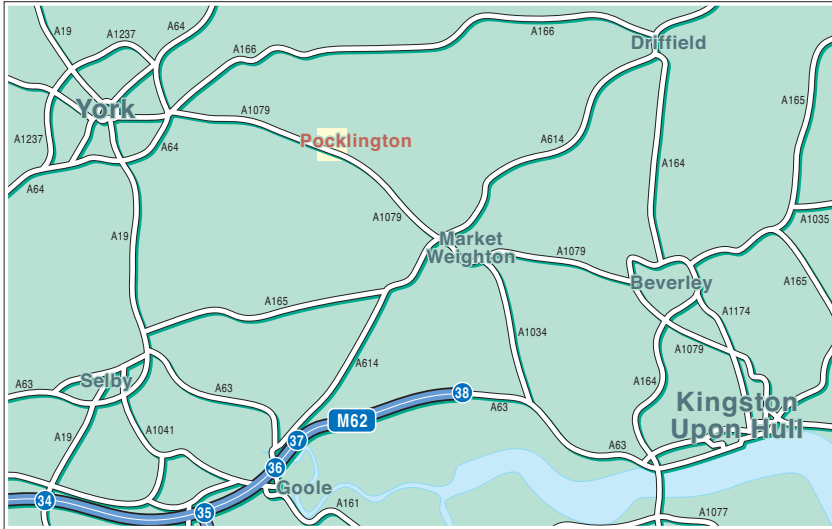 A19
A1237
A64
A166
A166
Driffield
A165
York
A1079
A1237
A64
Pocklington
A614
A164
A64
A19
A1079
A1035
Market
Weighton
A1079
A165
Beverley
A165
A1174
A1034
A1079
A614
Selby
A63
A63
A164
38
A63
Kingston
Upon Hull
M62
A19
A1041
37
A63
36
Goole
34
35
A161
A1077